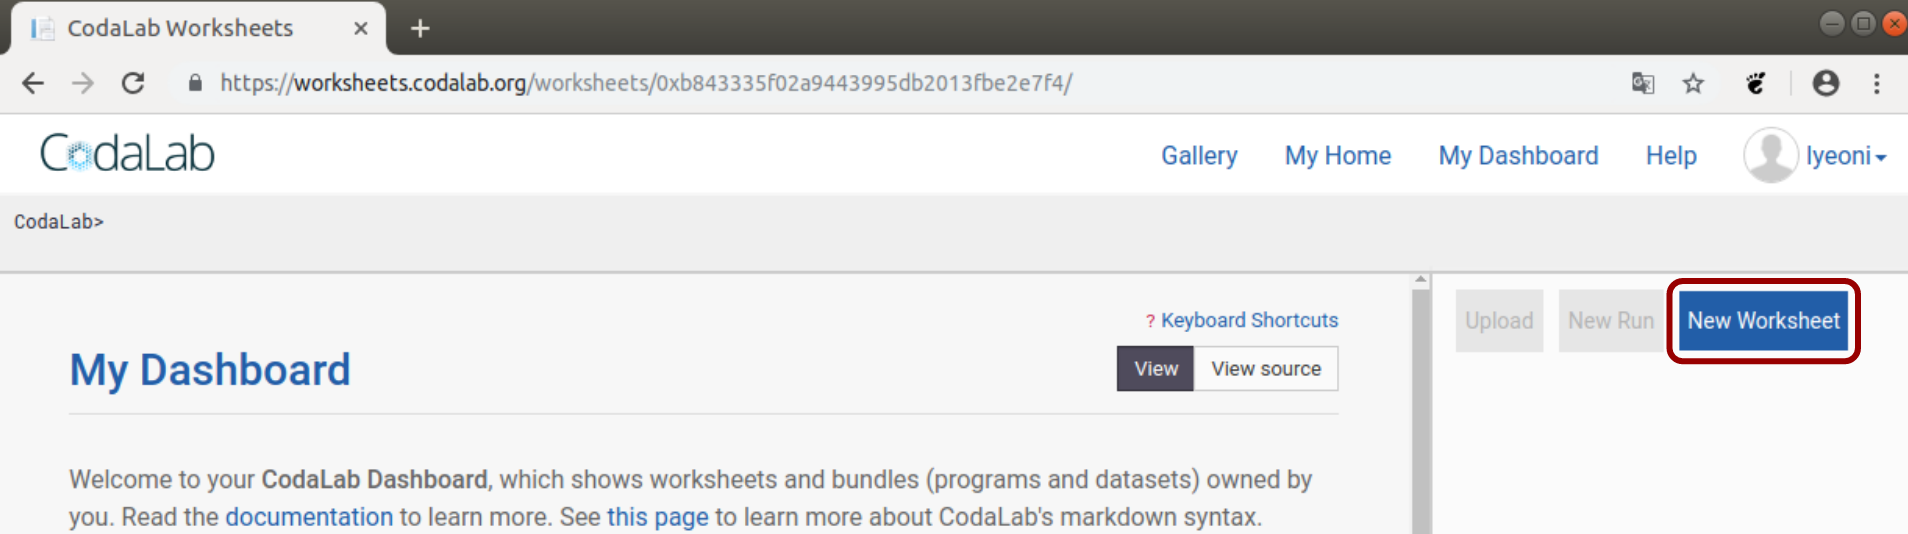 CodaLab Worksheets
https://worksheets.codalab.org/worksheets/0xb843335f02a9443995db2013fbe2e7f4/
CodaLab
Gallery My Home My Dashboard Help lyeoni
CodaLab>
? Keyboard Shortcuts
Upload New Run New Worksheet
My Dashboard
View View source
Welcome to your CodaLab Dashboard, which shows worksheets and bundles (programs and datasets) owned by
you. Read the documentation to learn more. See this page to learn more about CodaLab's markdown syntax.